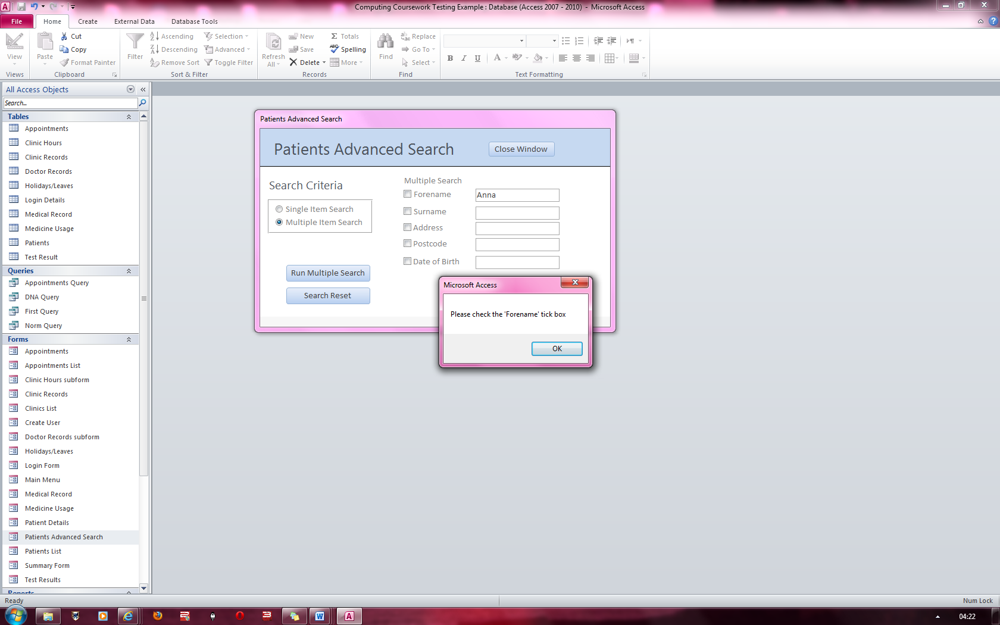 Computing Coursework Testing Example : Database (Access 2007 - 2010) - Microsoft Access
File Home Create External Data Database Tools
View
Views
Paste
Cut
Copy
Format Painter
Clipboard
Filter
Ascending
Descending
Remove Sort
Selection
Advanced
Toggle Filter
Sort & Filter
Refresh
All
New
Save
Delete
Totals
Spelling
More
Records
Find
Replace
Go To
Select
Find
Text Formatting
All Access Objects
Search...
Tables
Appointments
Clinic Hours
Clinic Records
Doctor Records
Holidays/Leaves
Login Details
Medical Record
Medicine Usage
Patients
Test Result
Queries
Appointments Query
DNA Query
First Query
Norm Query
Forms
Appointments
Appointments List
Clinic Hours subform
Clinic Records
Clinics List
Create User
Doctor Records subform
Holidays/Leaves
Login Form
Main Menu
Medical Record
Medicine Usage
Patient Details
Patients Advanced Search
Patients List
Summary Form
Test Results
Reports
Patients Advanced Search
Patients Advanced Search
Close Window
Search Criteria
Single Item Search
Multiple Item Search
Run Multiple Search
Search Reset
Multiple Search
Forename Anna
Surname
Address
Postcode
Date of Birth
Microsoft Access
Please check the 'Forename' tick box
OK
Ready
Num Lock
04:22